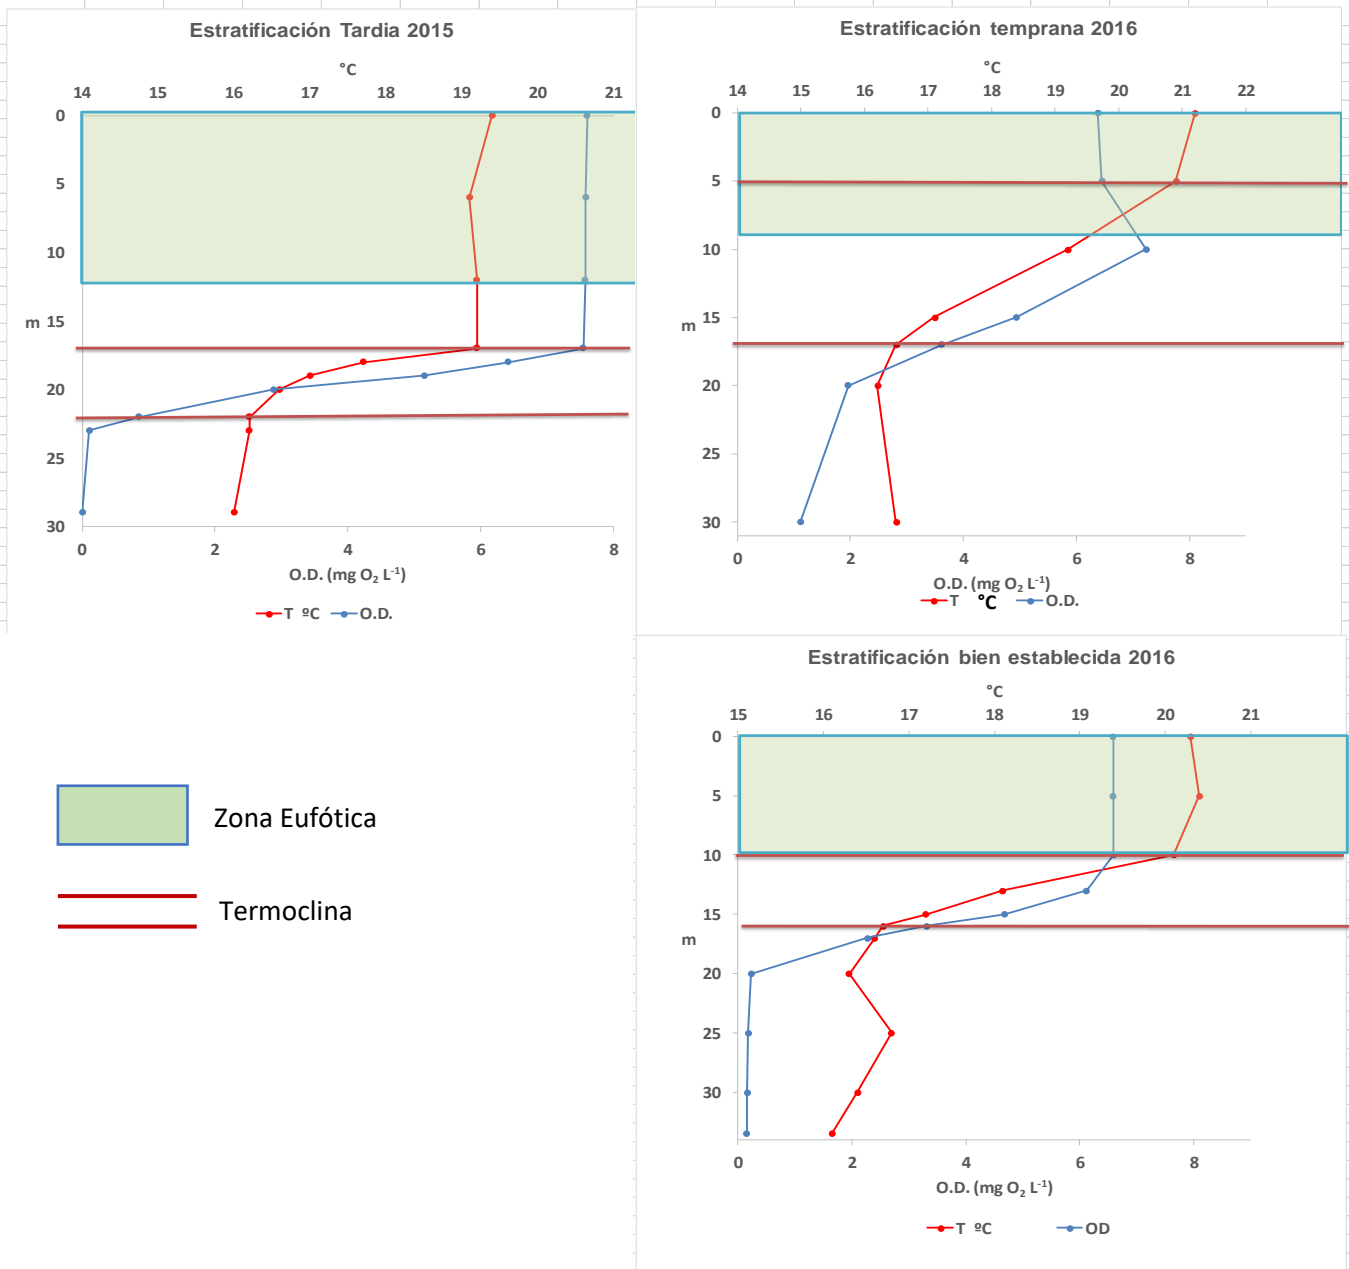 Estratificación Tardia 2015
°C
14 15 16 17 18 19 20 21
0
5
10
15
m
20
25
30
0 2 4 6 8
O.D. (mg O₂ L⁻¹)
T ºC O.D.
Estratificación temprana 2016
°C
14 15 16 17 18 19 20 21 22
0
5
10
15
m
20
25
30
0 2 4 6 8
O.D. (mg O₂ L⁻¹)
T °C O.D.
Zona Eufótica
Termoclina
Estratificación bien establecida 2016
°C
15 16 17 18 19 20 21
0
5
10
15
m
20
25
30
0 2 4 6 8
O.D. (mg O₂ L⁻¹)
T ºC OD